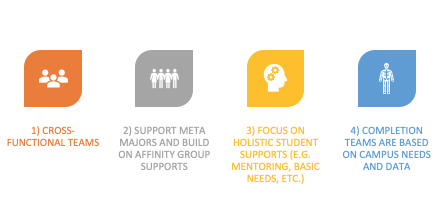 1) CROSS-
FUNCTIONAL TEAMS
2) SUPPORT META
MAJORS AND BUILD
ON AFFINITY GROUP
SUPPORTS
3) FOCUS ON
HOLISTIC STUDENT
SUPPORTS (E.G.
MENTORING, BASIC
NEEDS, ETC.)
4) COMPLETION
TEAMS ARE BASED
ON CAMPUS NEEDS
AND DATA